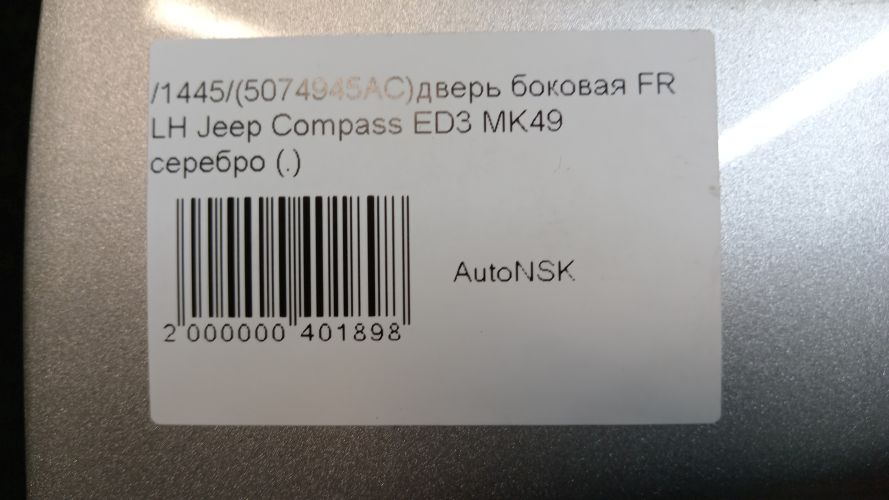 /1445/(5074945AC)дверь боковая FR
LH Jeep Compass ED3 MK49
серебро (.)
AutoNSK
2 000000 401898